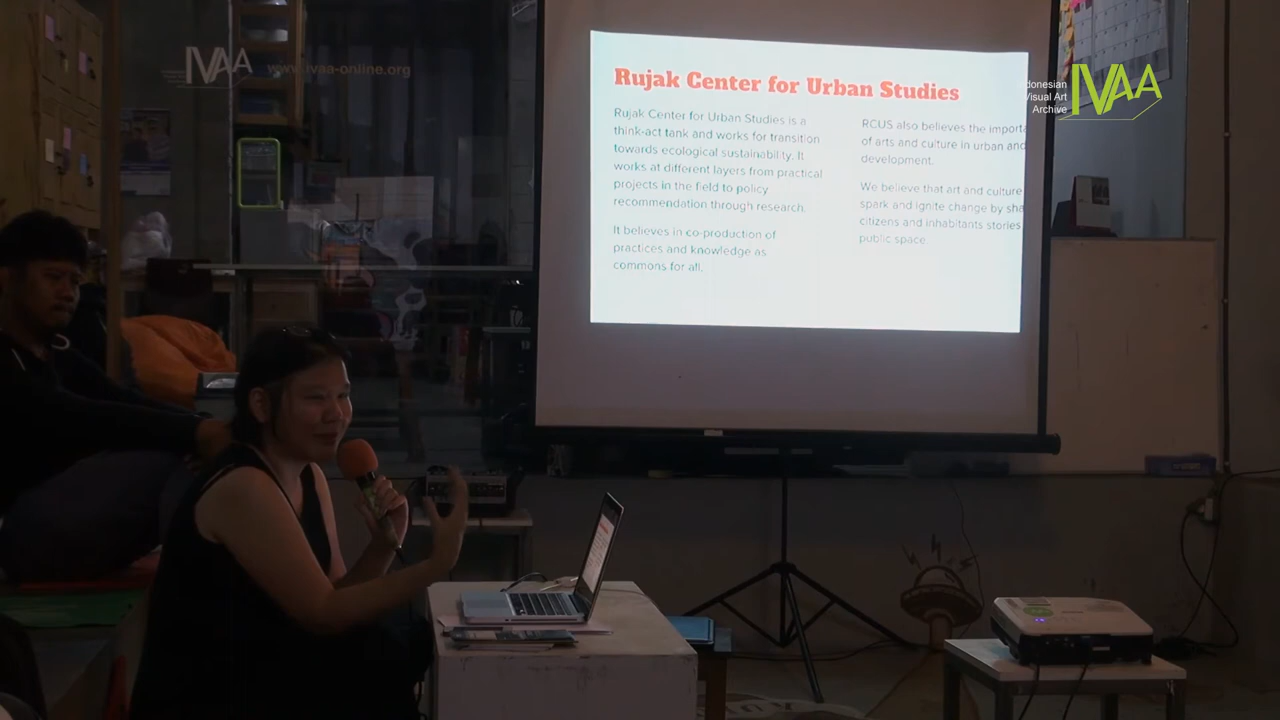 IVAA
www.ivaa-online.org
Rujak Center for Urban Studies
Rujak Center for Urban Studies is a
think-act tank and works for transition
towards ecological sustainability. It
works at different layers from practical
projects in the field to policy
recommendation through research.
It believes in co-production of
practices and knowledge as
commons for all.
RCUS also believes the importa
of arts and culture in urban and
development.
We believe that art and culture
spark and ignite change by sha
citizens and inhabitants stories
public space.
donesian
Visual Art
Archive
IVAA